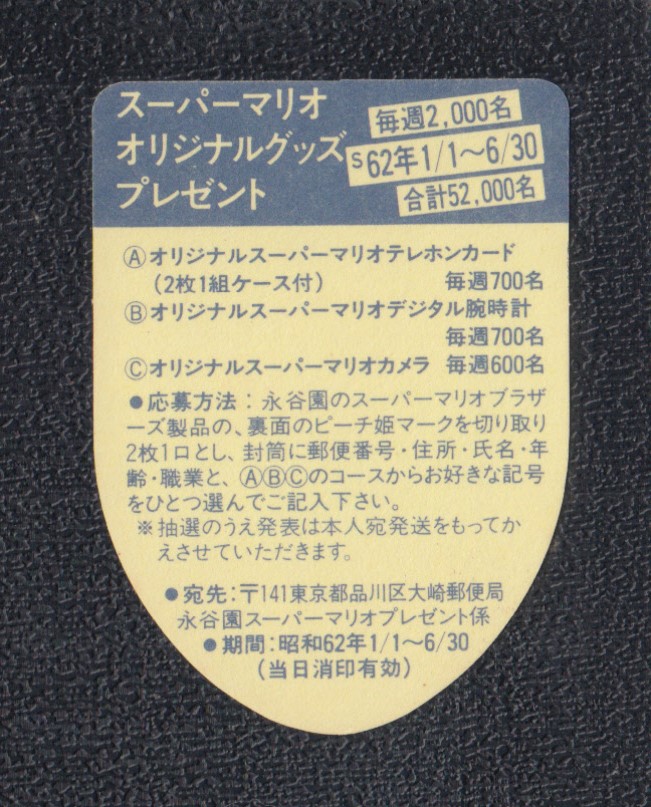 スーパーマリオ
オリジナルグッズ
プレゼント
毎週2,000名
S62年1/1〜6/30
合計52,000名
Ⓐオリジナルスーパーマリオテレホンカード
(2枚1組ケース付) 毎週700名
Ⓑオリジナルスーパーマリオデジタル腕時計
毎週700名
Ⓒオリジナルスーパーマリオカメラ 毎週600名
●応募方法：永谷園のスーパーマリオブラザ
ーズ製品の、裏面のピーチ姫マークを切り取り
2枚1口とし、封筒に郵便番号・住所・氏名・年
齢・職業と、ⒶⒷⒸのコースからお好きな記号
をひとつ選んでご記入下さい。
※抽選のうえ発表は本人宛発送をもってか
えさせていただきます。
●宛先：〒141東京都品川区大崎郵便局
永谷園スーパーマリオプレゼント係
●期間：昭和62年1/1〜6/30
(当日消印有効)